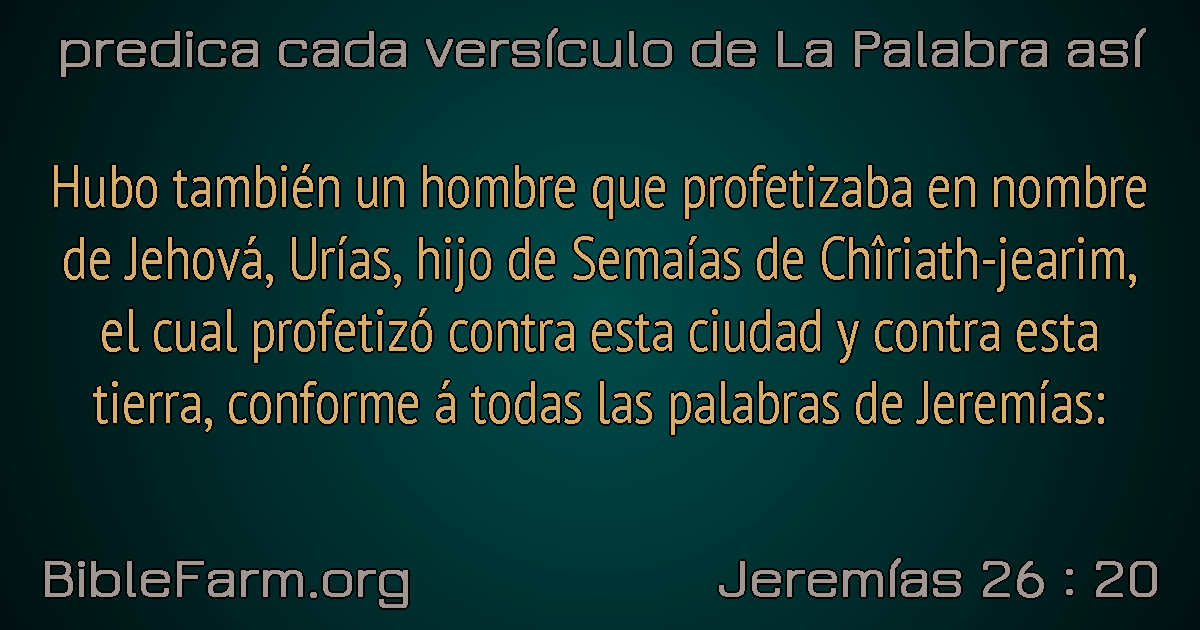 predica cada versículo de La Palabra así
Hubo también un hombre que profetizaba en nombre
de Jehová, Urías, hijo de Semaías de Chîriath-jearim,
el cual profetizó contra esta ciudad y contra esta
tierra, conforme á todas las palabras de Jeremías:
BibleFarm.org
Jeremías 26 : 20